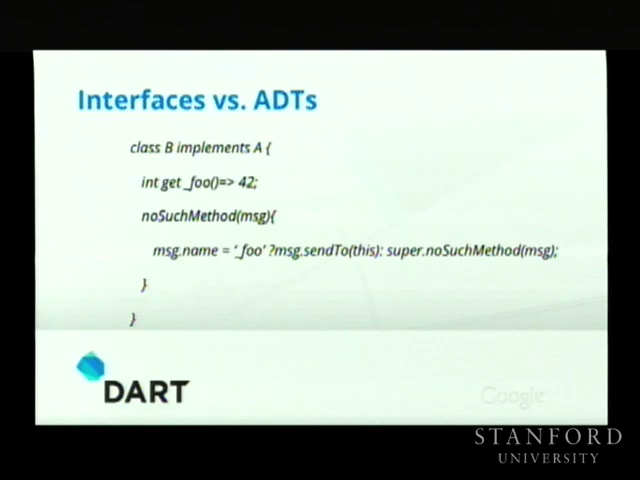 Interfaces vs. ADTs
class B implements A {
int get _foo()=> 42;
noSuchMethod(msg){
msg.name = '_foo' ?msg.sendTo(this): super.noSuchMethod(msg);
}
}
DART
Google
STANFORD
UNIVERSITY